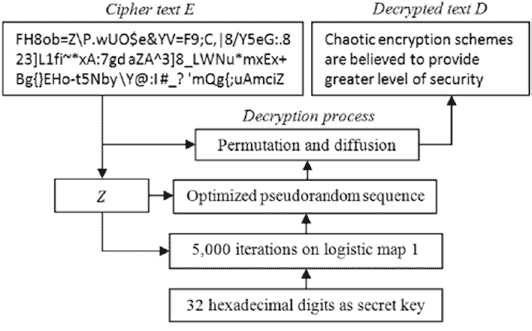 Cipher text E
Decrypted text D
FH8ob=Z\P.wUO$e&YV=F9;C,|8/Y5eG:.8
23]L1fi~*xA:7gd aZA^3]8_LWNu*mxEx+
Bg{}EHo-t5Nby\Y@:I#_? 'mQg{;uAmciZ
Chaotic encryption schemes
are believed to provide
greater level of security
Decryption process
Permutation and diffusion
Z
Optimized pseudorandom sequence
5,000 iterations on logistic map 1
32 hexadecimal digits as secret key